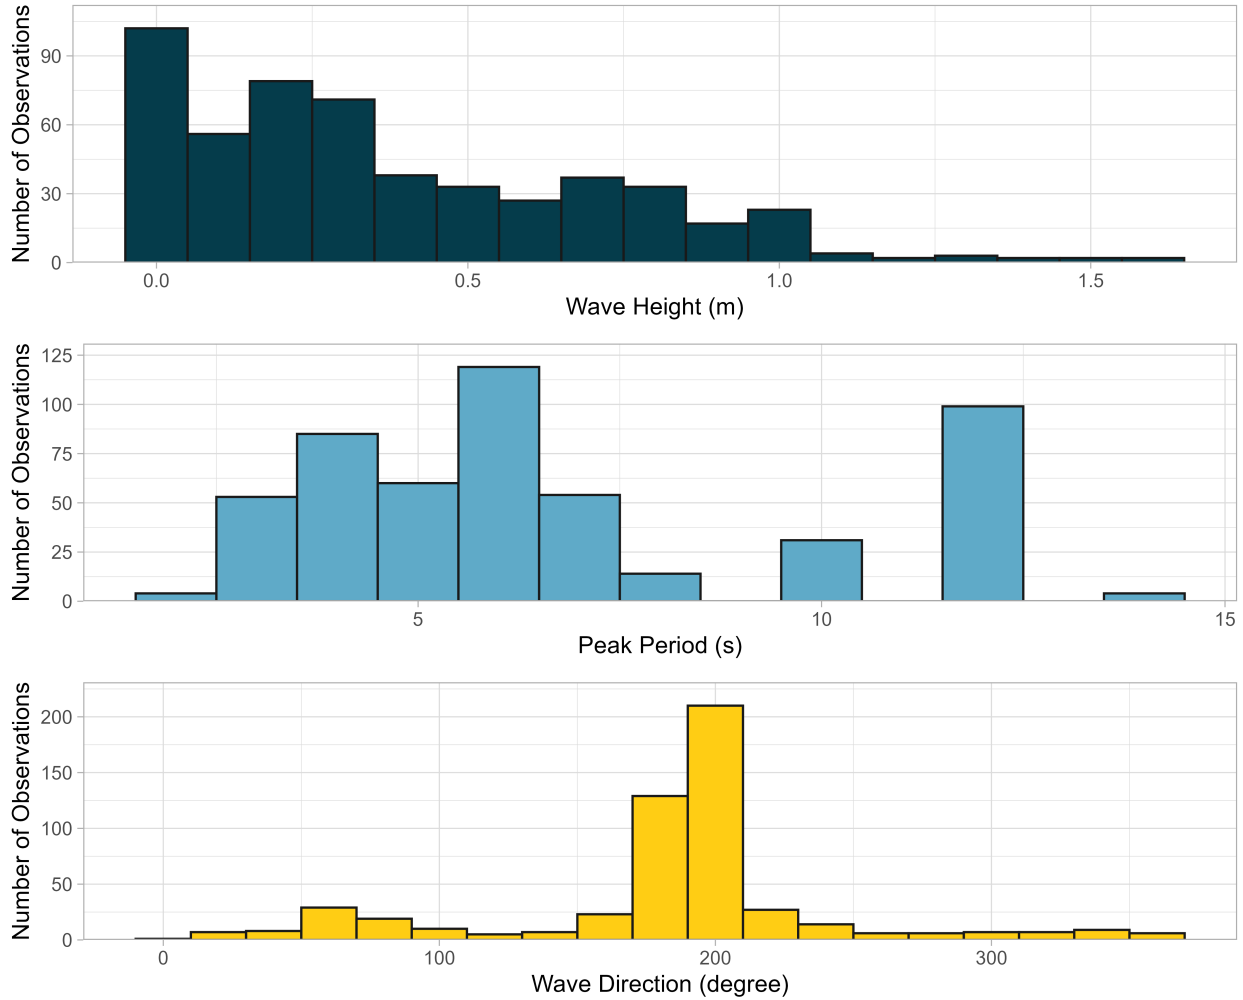 Number of Observations
90
60
30
0
0.0 0.5 1.0 1.5
Wave Height (m)
Number of Observations
125
100
75
50
25
0
5 10 15
Peak Period (s)
Number of Observations
200
150
100
50
0
0 100 200 300
Wave Direction (degree)